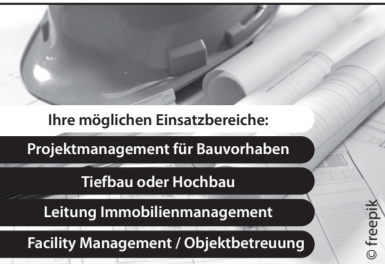 Ihre möglichen Einsatzbereiche:
Projektmanagement für Bauvorhaben
Tiefbau oder Hochbau
Leitung Immobilienmanagement
Facility Management / Objektbetreuung
© freepik